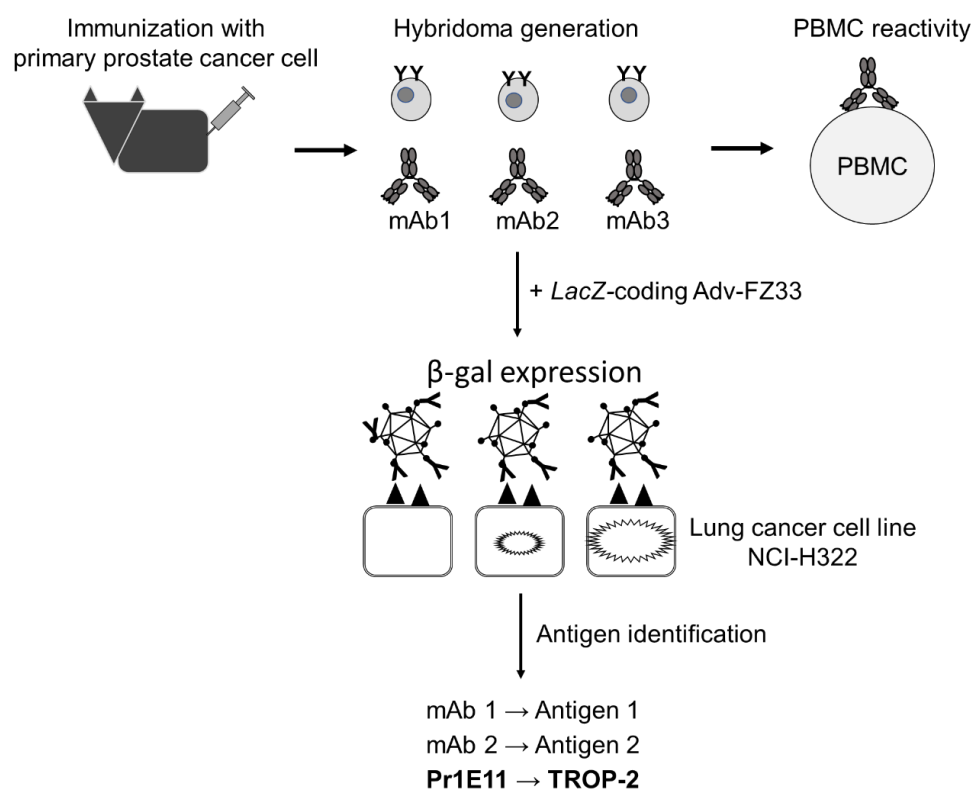 Immunization with
primary prostate cancer cell
Hybridoma generation
PBMC reactivity
PBMC
mAb1
mAb2
mAb3
+ LacZ-coding Adv-FZ33
β-gal expression
Lung cancer cell line
NCI-H322
Antigen identification
mAb 1 → Antigen 1
mAb 2 → Antigen 2
Pr1E11 → TROP-2